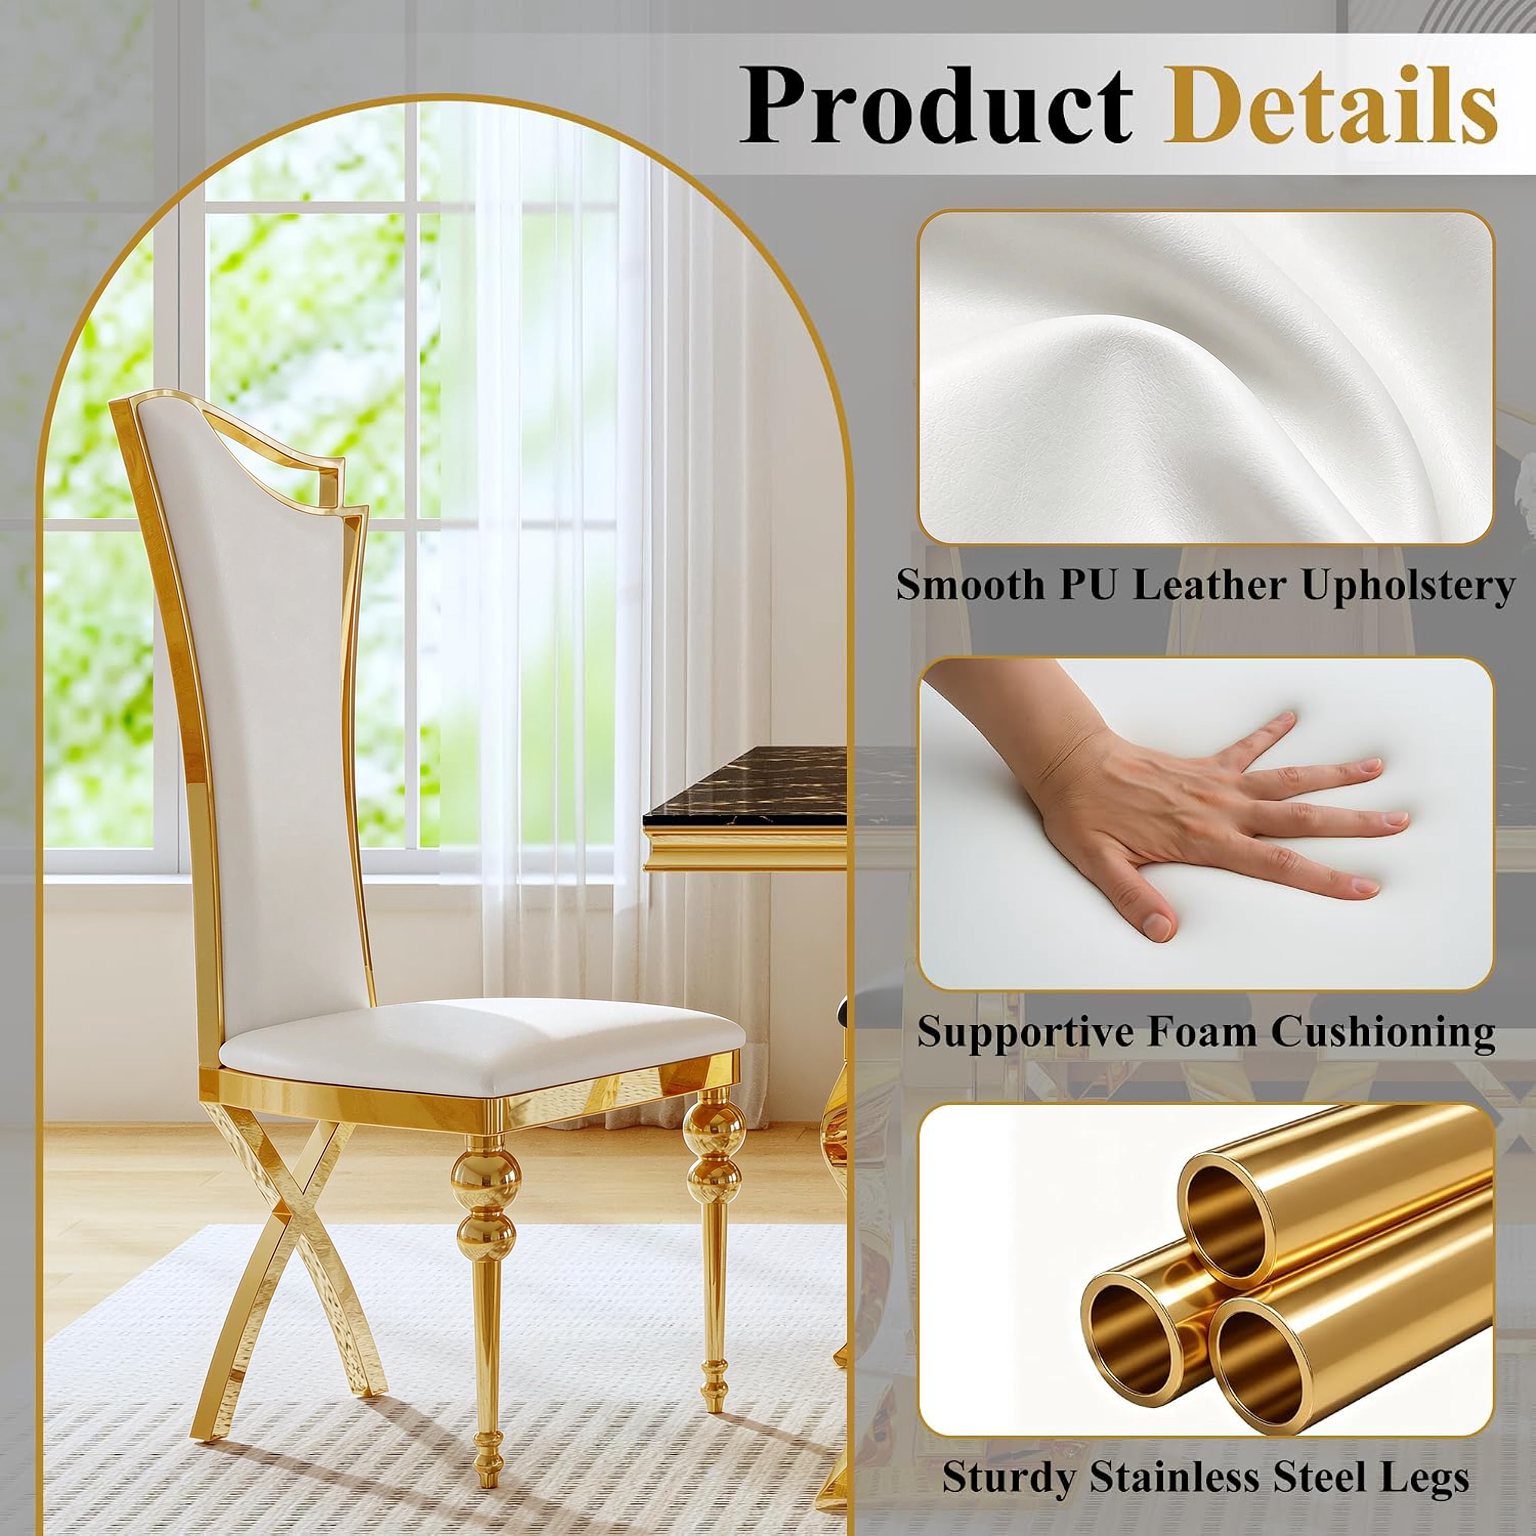 Product Details
Smooth PU Leather Upholstery
Supportive Foam Cushioning
Sturdy Stainless Steel Legs